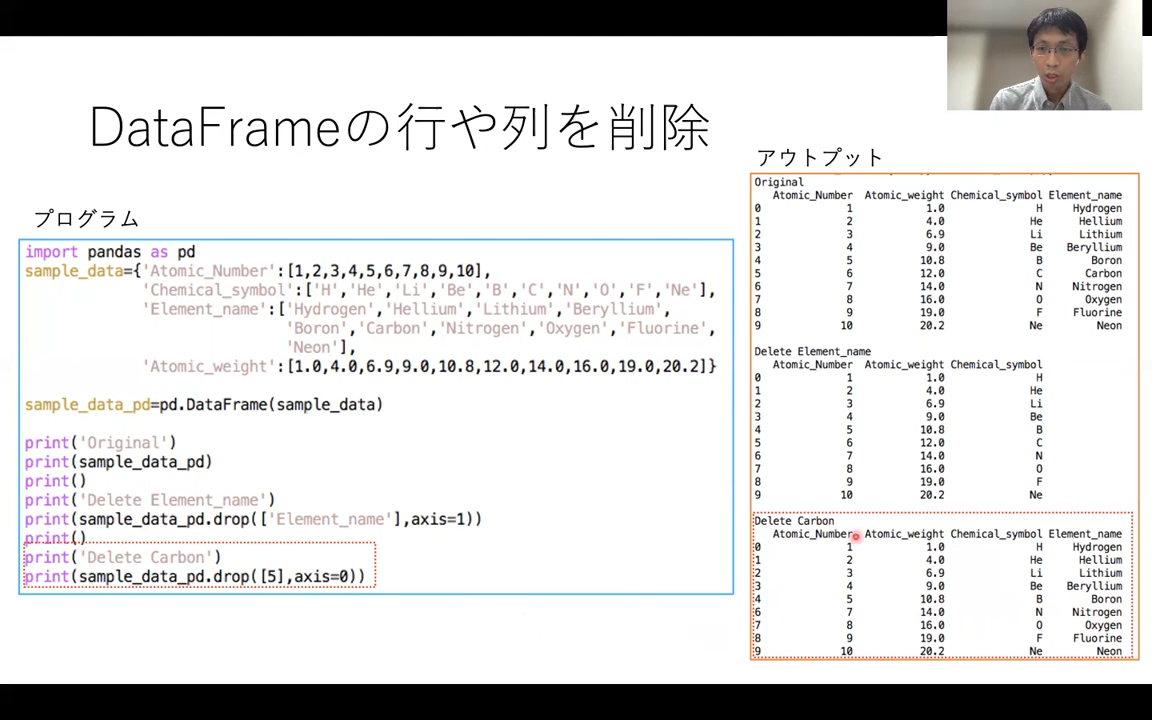 DataFrameの行や列を削除
プログラム
import pandas as pd
sample_data={'Atomic_Number':[1,2,3,4,5,6,7,8,9,10],
'Chemical_symbol':['H','He','Li','Be','B','C','N','O','F','Ne'],
'Element_name':['Hydrogen','Hellium','Lithium','Beryllium',
'Boron','Carbon','Nitrogen','Oxygen','Fluorine',
'Neon'],
'Atomic_weight':[1.0,4.0,6.9,9.0,10.8,12.0,14.0,16.0,19.0,20.2]}
sample_data_pd=pd.DataFrame(sample_data)
print('Original')
print(sample_data_pd)
print()
print('Delete Element_name')
print(sample_data_pd.drop(['Element_name'],axis=1))
print()
print('Delete Carbon')
print(sample_data_pd.drop([5],axis=0))
アウトプット
Original
Atomic_Number Atomic_weight Chemical_symbol Element_name
0 1 1.0 H Hydrogen
1 2 4.0 He Hellium
2 3 6.9 Li Lithium
3 4 9.0 Be Beryllium
4 5 10.8 B Boron
5 6 12.0 C Carbon
6 7 14.0 N Nitrogen
7 8 16.0 O Oxygen
8 9 19.0 F Fluorine
9 10 20.2 Ne Neon
Delete Element_name
Atomic_Number Atomic_weight Chemical_symbol
0 1 1.0 H
1 2 4.0 He
2 3 6.9 Li
3 4 9.0 Be
4 5 10.8 B
5 6 12.0 C
6 7 14.0 N
7 8 16.0 O
8 9 19.0 F
9 10 20.2 Ne
Delete Carbon
Atomic_Number Atomic_weight Chemical_symbol Element_name
0 1 1.0 H Hydrogen
1 2 4.0 He Hellium
2 3 6.9 Li Lithium
3 4 9.0 Be Beryllium
4 5 10.8 B Boron
6 7 14.0 N Nitrogen
7 8 16.0 O Oxygen
8 9 19.0 F Fluorine
9 10 20.2 Ne Neon